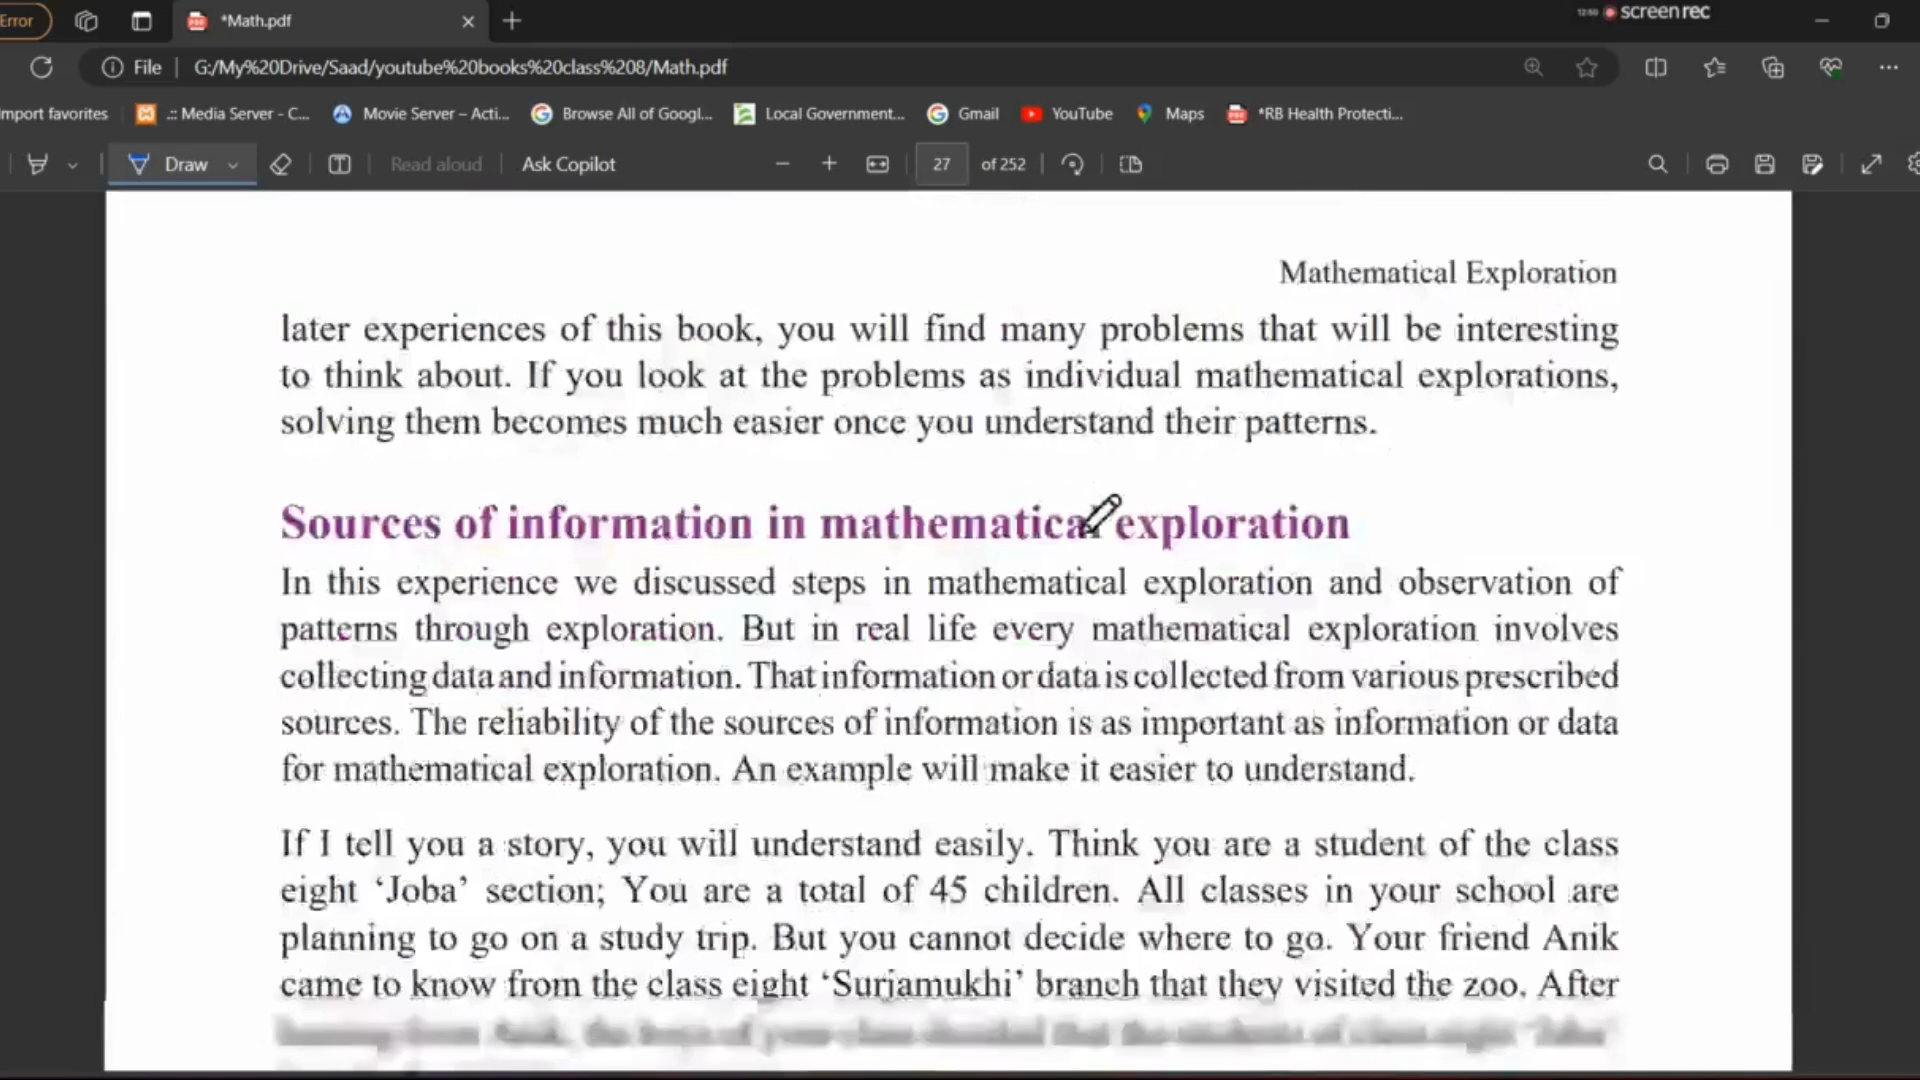 Error
*Math.pdf
12:50 screenrec
File
G:/My%20Drive/Saad/youtube%20books%20class%208/Math.pdf
mport favorites
.:: Media Server - C...
Movie Server – Acti...
Browse All of Googl...
Local Government...
Gmail
YouTube
Maps
*RB Health Protecti...
Draw
Read aloud
Ask Copilot
27 of 252
Mathematical Exploration
later experiences of this book, you will find many problems that will be interesting
to think about. If you look at the problems as individual mathematical explorations,
solving them becomes much easier once you understand their patterns.
Sources of information in mathematical exploration
In this experience we discussed steps in mathematical exploration and observation of
patterns through exploration. But in real life every mathematical exploration involves
collecting data and information. That information or data is collected from various prescribed
sources. The reliability of the sources of information is as important as information or data
for mathematical exploration. An example will make it easier to understand.
If I tell you a story, you will understand easily. Think you are a student of the class
eight ‘Joba’ section; You are a total of 45 children. All classes in your school are
planning to go on a study trip. But you cannot decide where to go. Your friend Anik
came to know from the class eight ‘Surjamukhi’ branch that they visited the zoo. After